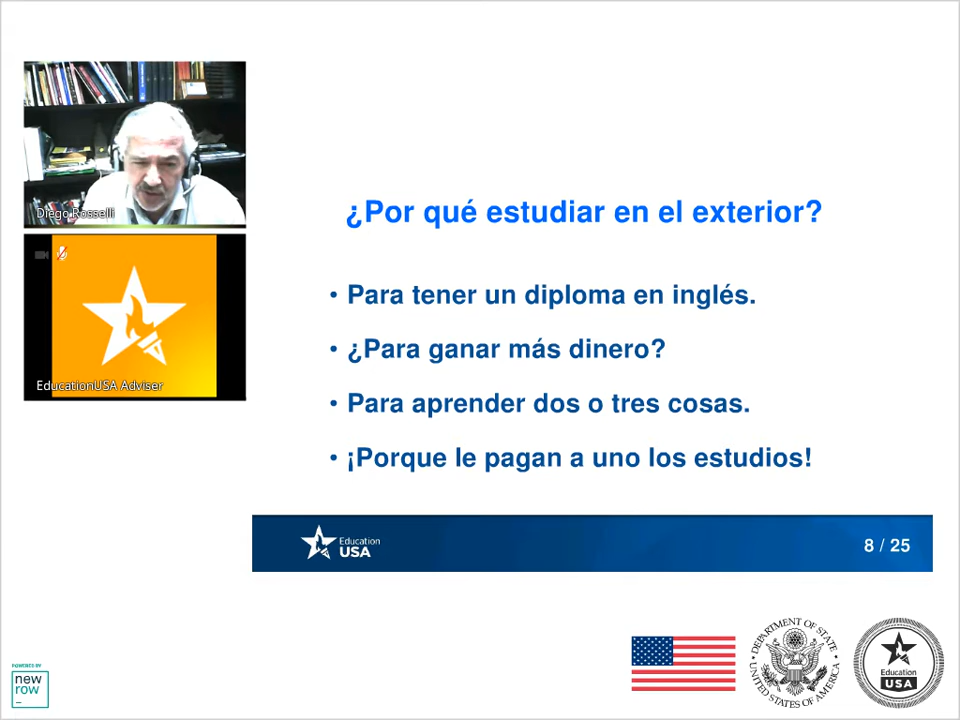 Diego Rosselli
EducationUSA Adviser
¿Por qué estudiar en el exterior?
• Para tener un diploma en inglés.
• ¿Para ganar más dinero?
• Para aprender dos o tres cosas.
• ¡Porque le pagan a uno los estudios!
Education
USA
8 / 25
POWERED BY
new
row
DEPARTMENT OF STATE
UNITED STATES OF AMERICA
Education
USA